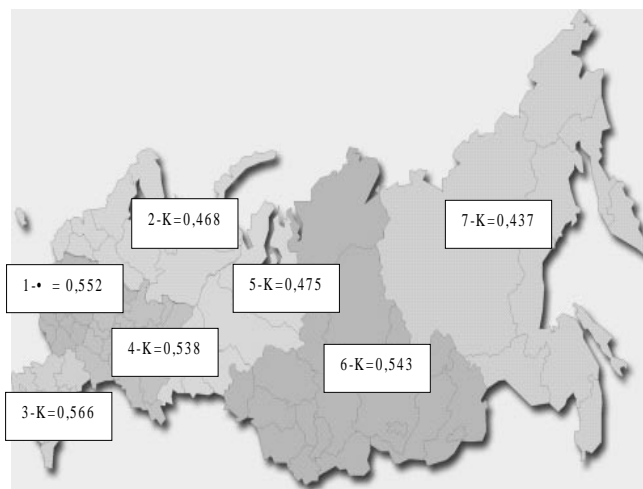 2-K=0,468
7-K=0,437
1-• = 0,552
5-K=0,475
4-K=0,538
6-K=0,543
3-K=0,566